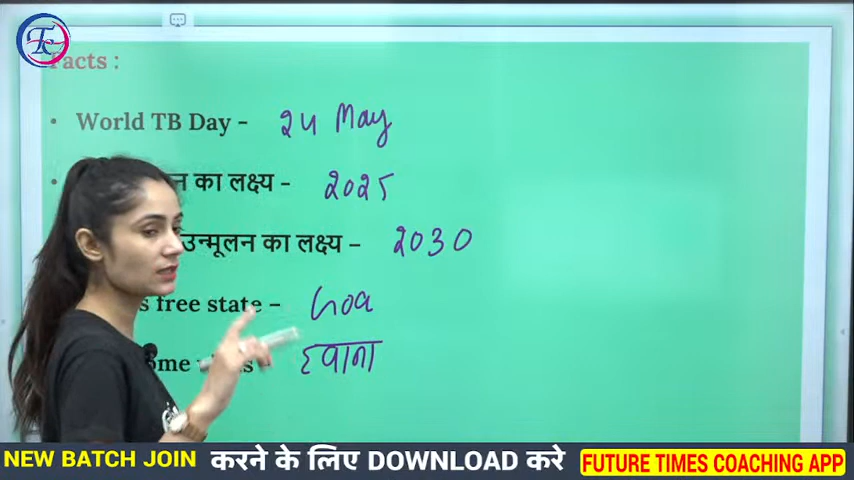 Facts :
• World TB Day - 24 May
• न का लक्ष्य - 2025
उन्मूलन का लक्ष्य - 2030
s free state - Goa
ome
NEW BATCH JOIN करने के लिए DOWNLOAD करे FUTURE TIMES COACHING APP